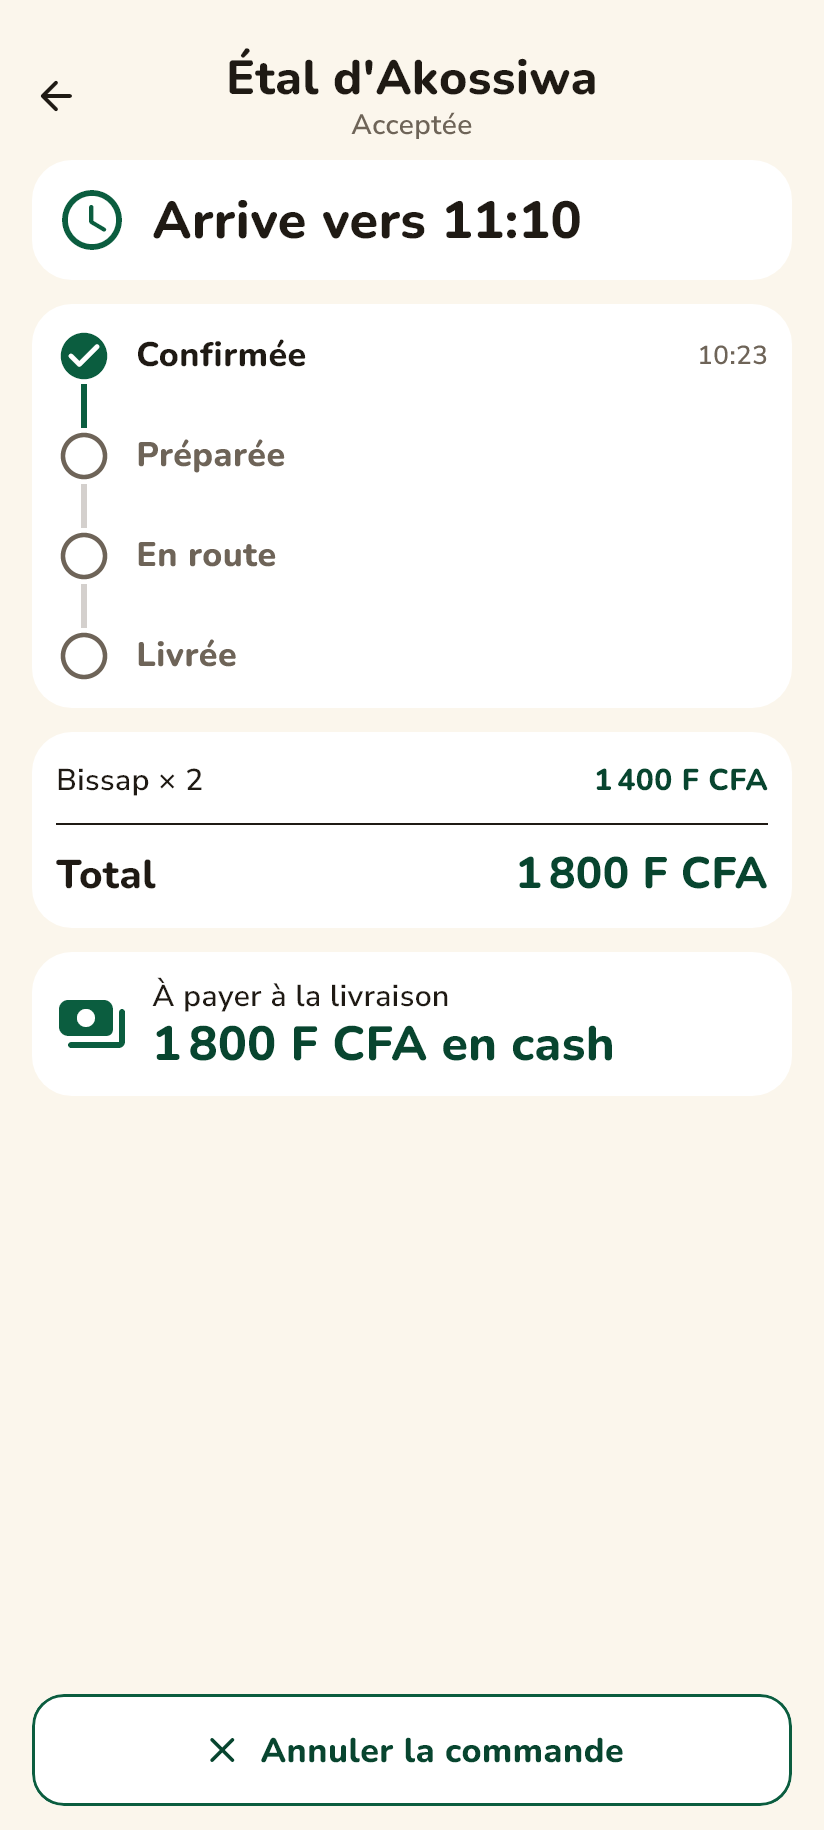 Étal d'Akossiwa
Acceptée
Arrive vers 11:10
Confirmée 10:23
Préparée
En route
Livrée
Bissap × 2 1 400 F CFA
Total 1 800 F CFA
À payer à la livraison
1 800 F CFA en cash
Annuler la commande